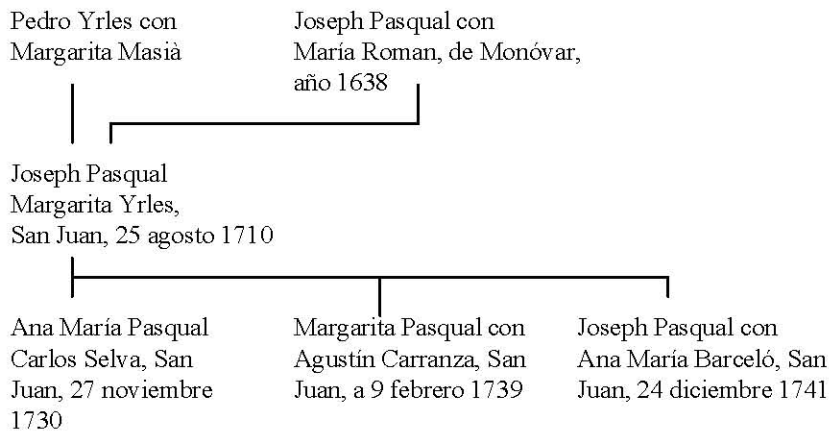 Pedro Yrles con
Margarita Masià
Joseph Pasqual con
María Roman, de Monóvar,
año 1638
Joseph Pasqual
Margarita Yrles,
San Juan, 25 agosto 1710
Ana María Pasqual
Carlos Selva, San
Juan, 27 noviembre
1730
Margarita Pasqual con
Agustín Carranza, San
Juan, a 9 febrero 1739
Joseph Pasqual con
Ana María Barceló, San
Juan, 24 diciembre 1741